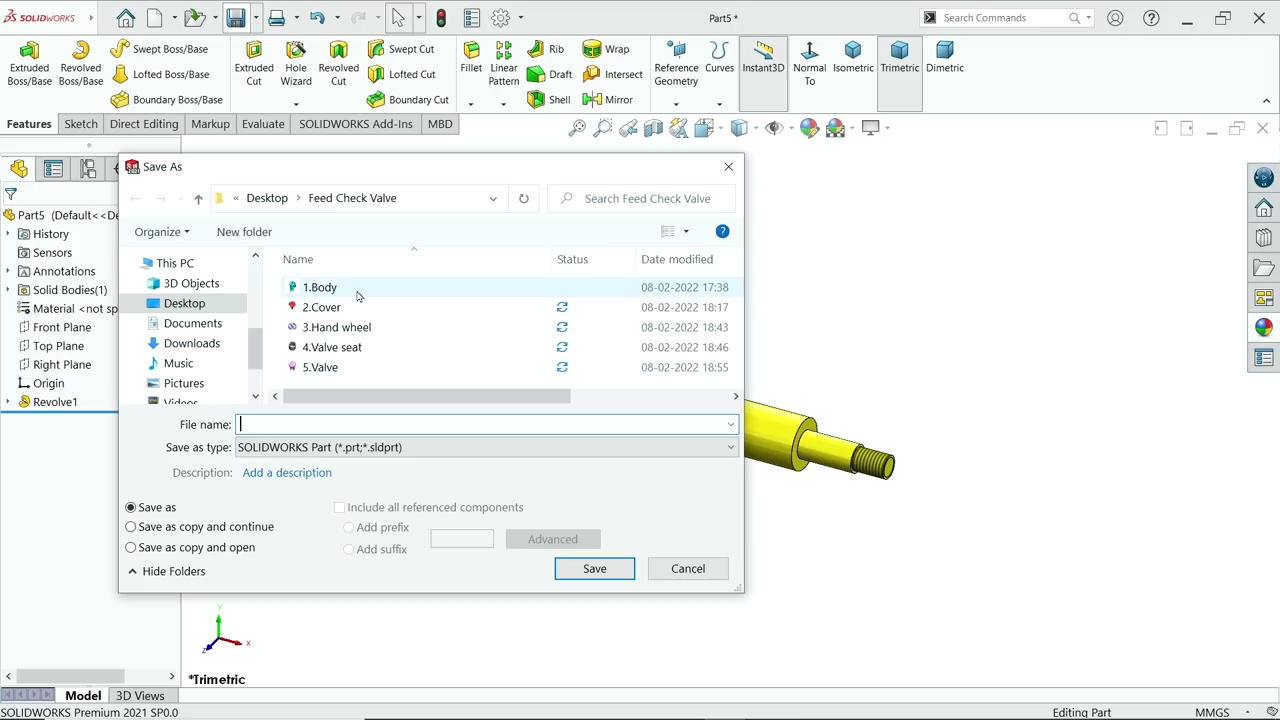 SOLIDWORKS
Part5 *
Search Commands
Extruded Boss/Base
Revolved Boss/Base
Swept Boss/Base
Lofted Boss/Base
Boundary Boss/Base
Extruded Cut
Hole Wizard
Revolved Cut
Swept Cut
Lofted Cut
Boundary Cut
Fillet
Linear Pattern
Rib
Draft
Shell
Wrap
Intersect
Mirror
Reference Geometry
Curves
Instant3D
Normal To
Isometric
Trimetric
Dimetric
Features
Sketch
Direct Editing
Markup
Evaluate
SOLIDWORKS Add-Ins
MBD
Part5 (Default<<De
History
Sensors
Annotations
Solid Bodies(1)
Material <not sp
Front Plane
Top Plane
Right Plane
Origin
Revolve1
Save As
« Desktop > Feed Check Valve
Search Feed Check Valve
Organize
New folder
This PC
3D Objects
Desktop
Documents
Downloads
Music
Pictures
Videos
Name Status Date modified
1.Body 08-02-2022 17:38
2.Cover 08-02-2022 18:17
3.Hand wheel 08-02-2022 18:43
4.Valve seat 08-02-2022 18:46
5.Valve 08-02-2022 18:55
File name:
Save as type: SOLIDWORKS Part (*.prt;*.sldprt)
Description: Add a description
Save as
Save as copy and continue
Save as copy and open
Include all referenced components
Add prefix
Add suffix
Advanced
Hide Folders
Save
Cancel
Y
X
Z
*Trimetric
Model
3D Views
SOLIDWORKS Premium 2021 SP0.0
Editing Part
MMGS